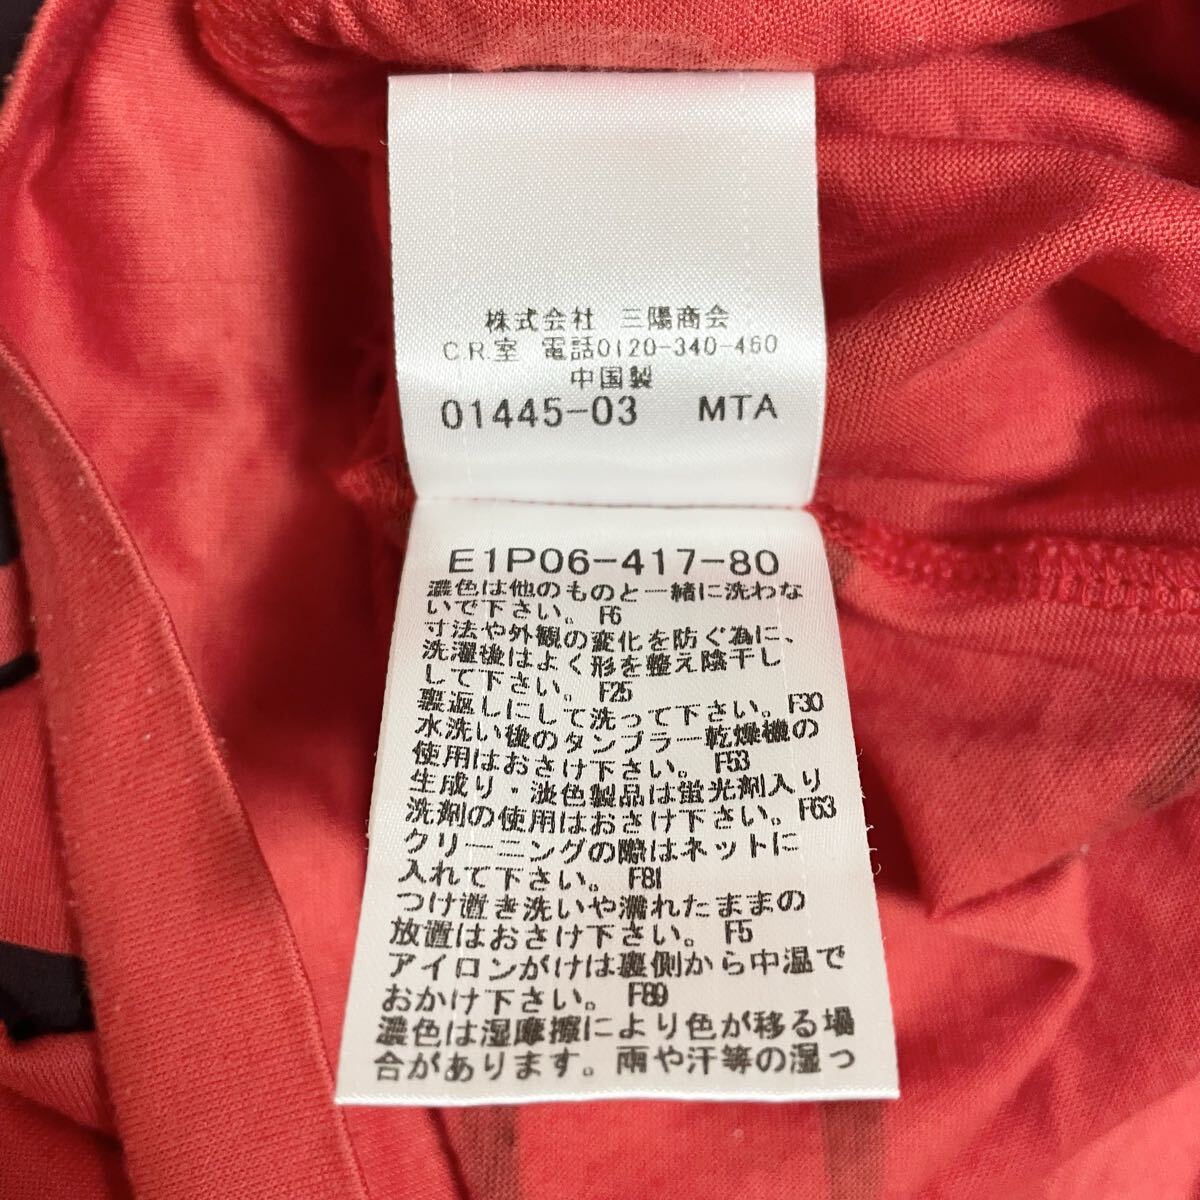 株式会社 三陽商会
C.R.室 電話0120-340-460
中国製
01445-03 MTA
E1P06-417-80
濃色は他のものと一緒に洗わな
いで下さい。F6
寸法や外観の変化を防ぐ為に、
洗濯後はよく形を整え陰干し
して下さい。F25
裏返しにして洗って下さい。F30
水洗い後のタンブラー乾燥機の
使用はおさけ下さい。F53
生成り・淡色製品は蛍光剤入り
洗剤の使用はおさけ下さい。F63
クリーニングの際はネットに
入れて下さい。F81
つけ置き洗いや濡れたままの
放置はおさけ下さい。F5
アイロンがけは裏側から中温で
おかけ下さい。F89
濃色は湿摩擦により色が移る場
合があります。雨や汗等の湿っ